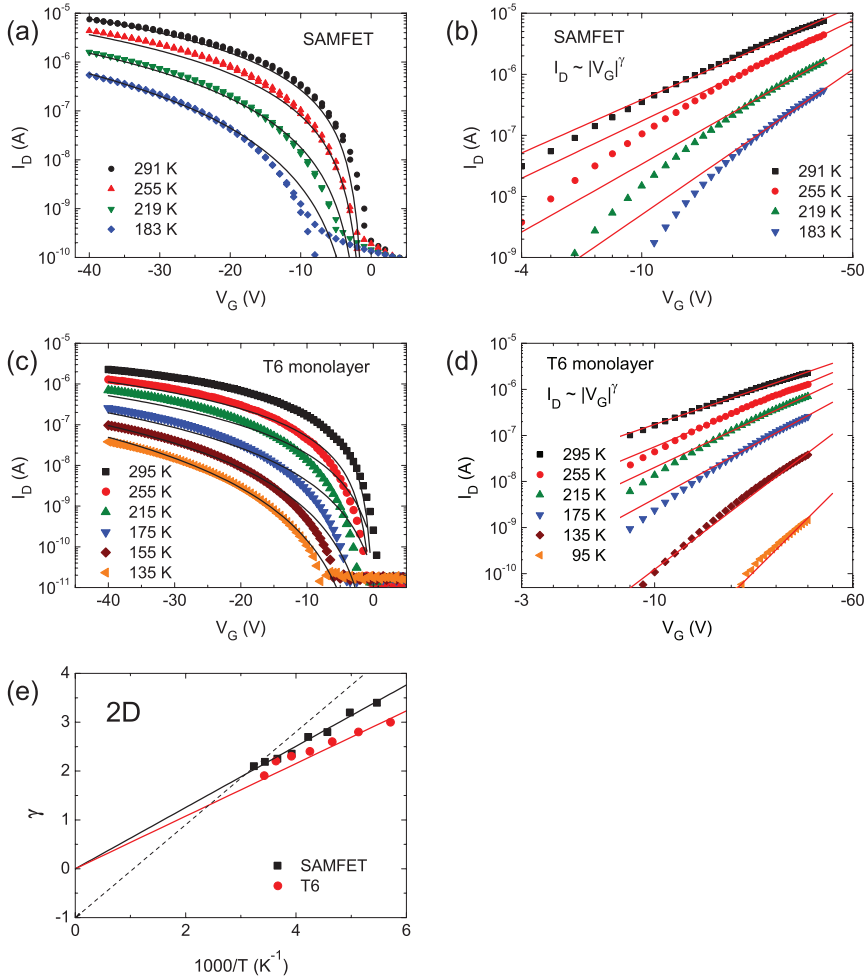 (a)
SAMFET
10⁻⁵
10⁻⁶
10⁻⁷
10⁻⁸
10⁻⁹
10⁻¹⁰
I_D (A)
291 K
255 K
219 K
183 K
-40
-30
-20
-10
0
V_G (V)
(b)
SAMFET
I_D ~ |V_G|^γ
10⁻⁵
10⁻⁶
10⁻⁷
10⁻⁸
10⁻⁹
I_D (A)
291 K
255 K
219 K
183 K
-4
-10
-50
V_G (V)
(c)
T6 monolayer
10⁻⁵
10⁻⁶
10⁻⁷
10⁻⁸
10⁻⁹
10⁻¹⁰
10⁻¹¹
I_D (A)
295 K
255 K
215 K
175 K
155 K
135 K
-40
-30
-20
-10
0
V_G (V)
(d)
T6 monolayer
I_D ~ |V_G|^γ
10⁻⁵
10⁻⁶
10⁻⁷
10⁻⁸
10⁻⁹
10⁻¹⁰
I_D (A)
295 K
255 K
215 K
175 K
135 K
95 K
-3
-10
-60
V_G (V)
(e)
2D
4
3
2
1
0
-1
γ
SAMFET
T6
0
2
4
6
1000/T (K⁻¹)